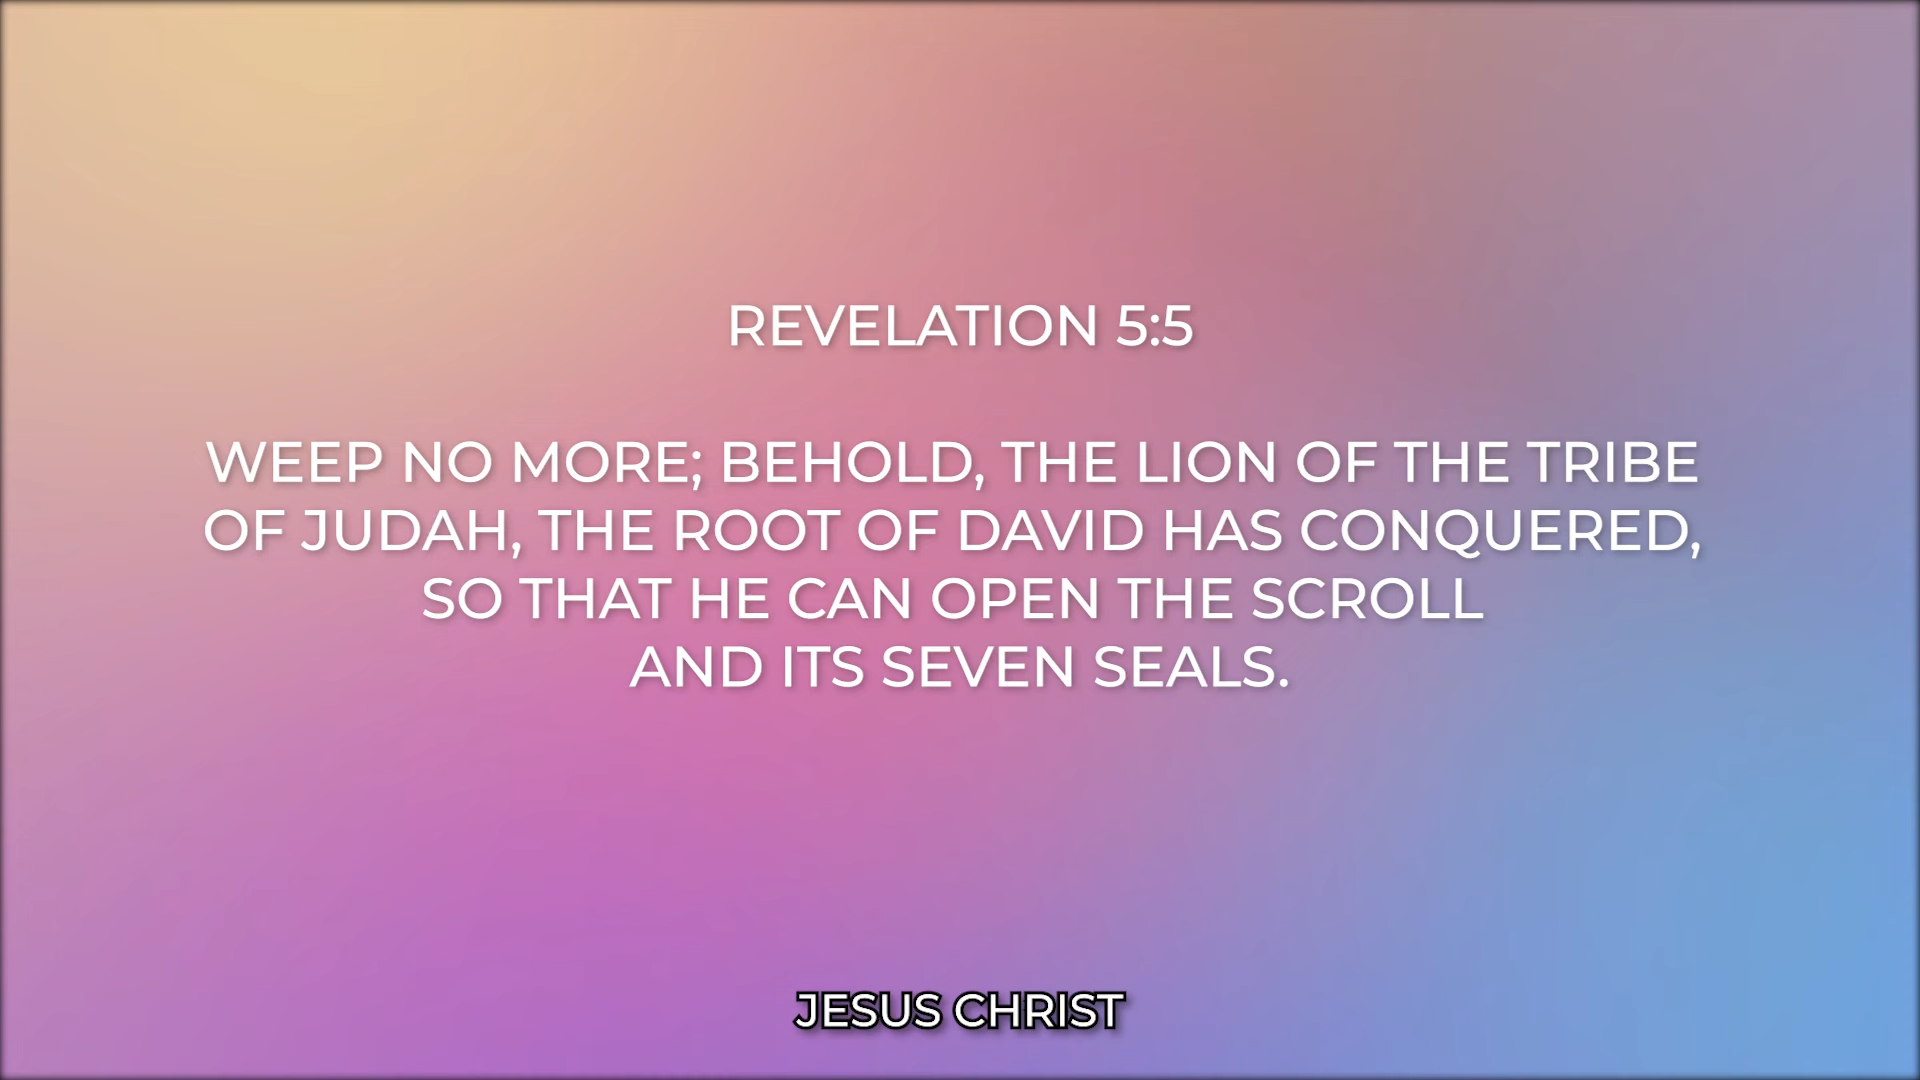 REVELATION 5:5
WEEP NO MORE; BEHOLD, THE LION OF THE TRIBE
OF JUDAH, THE ROOT OF DAVID HAS CONQUERED,
SO THAT HE CAN OPEN THE SCROLL
AND ITS SEVEN SEALS.
JESUS CHRIST